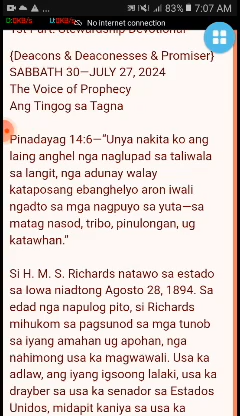 83% 7:07 AM
0:0KB/s U:0KB/s No internet connection
1st Part: Stewardship Devotional
{Deacons & Deaconesses & Promiser}
SABBATH 30—JULY 27, 2024
The Voice of Prophecy
Ang Tingog sa Tagna
Pinadayag 14:6—“Unya nakita ko ang
laing anghel nga naglupad sa taliwala
sa langit, nga adunay walay
kataposang ebanghelyo aron iwali
ngadto sa mga nagpuyo sa yuta—sa
matag nasod, tribo, pinulongan, ug
katawhan.”
Si H. M. S. Richards natawo sa estado
sa Iowa niadtong Agosto 28, 1894. Sa
edad nga napulog pito, si Richards
mihukom sa pagsunod sa mga tunob
sa iyang amahan ug apohan, nga
nahimong usa ka magwawali. Usa ka
adlaw, ang iyang igsoong lalaki, usa ka
drayber sa usa ka senador sa Estados
Unidos, midapit kaniya sa usa ka